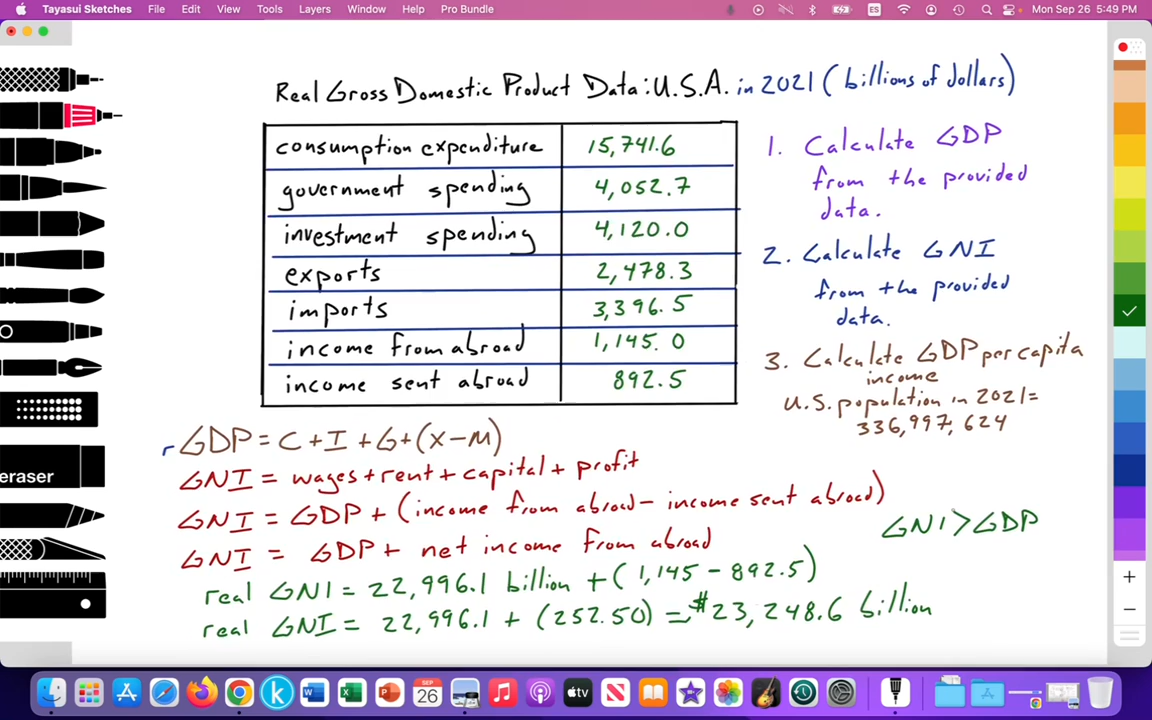 Tayasui Sketches File Edit View Tools Layers Window Help Pro Bundle ES Mon Sep 26 5:49 PM
Real Gross Domestic Product Data: U.S.A. in 2021 (billions of dollars)
consumption expenditure 15,741.6
government spending 4,052.7
investment spending 4,120.0
exports 2,478.3
imports 3,396.5
income from abroad 1,145.0
income sent abroad 892.5
1. Calculate GDP
from the provided
data.
2. Calculate GNI
from the provided
data.
3. Calculate GDP per capita
income
U.S. population in 2021=
336,997,624
rGDP = C+I+G+(X-M)
GNI = wages+rent+capital+profit
GNI = GDP + (income from abroad- income sent abroad)
GNI = GDP + net income from abroad
GNI>GDP
real GNI = 22,996.1 billion +(1,145 - 892.5)
real GNI = 22,996.1 + (252.50) = $23,248.6 billion
eraser
SEP
26
W
X
P
tv
N